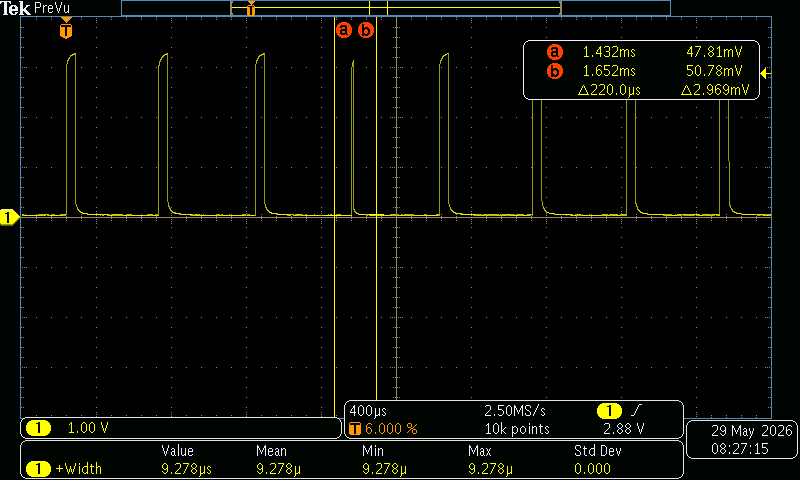 Tek PreVu
T
T
a b
a 1.432ms 47.81mV
b 1.652ms 50.78mV
Δ220.0µs Δ2.969mV
1
1 1.00 V
400µs 2.50MS/s 1
T 6.000 % 10k points 2.88 V
29 May 2026
08:27:15
Value Mean Min Max Std Dev
1 +Width 9.278µs 9.278µ 9.278µ 9.278µ 0.000